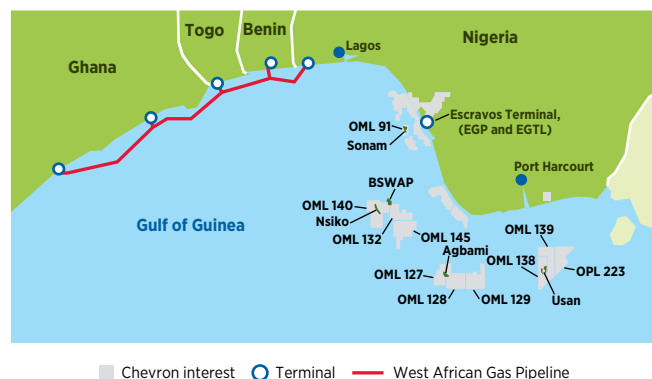 Togo
Benin
Nigeria
Lagos
Ghana
Escravos Terminal,
(EGP and EGTL)
OML 91
Sonam
Port Harcourt
BSWAP
OML 140
Nsiko
Gulf of Guinea
OML 132
OML 145
OML 139
Agbami
OML 138
OML 127
OPL 223
OML 128
OML 129
Usan
Chevron interest
Terminal
West African Gas Pipeline